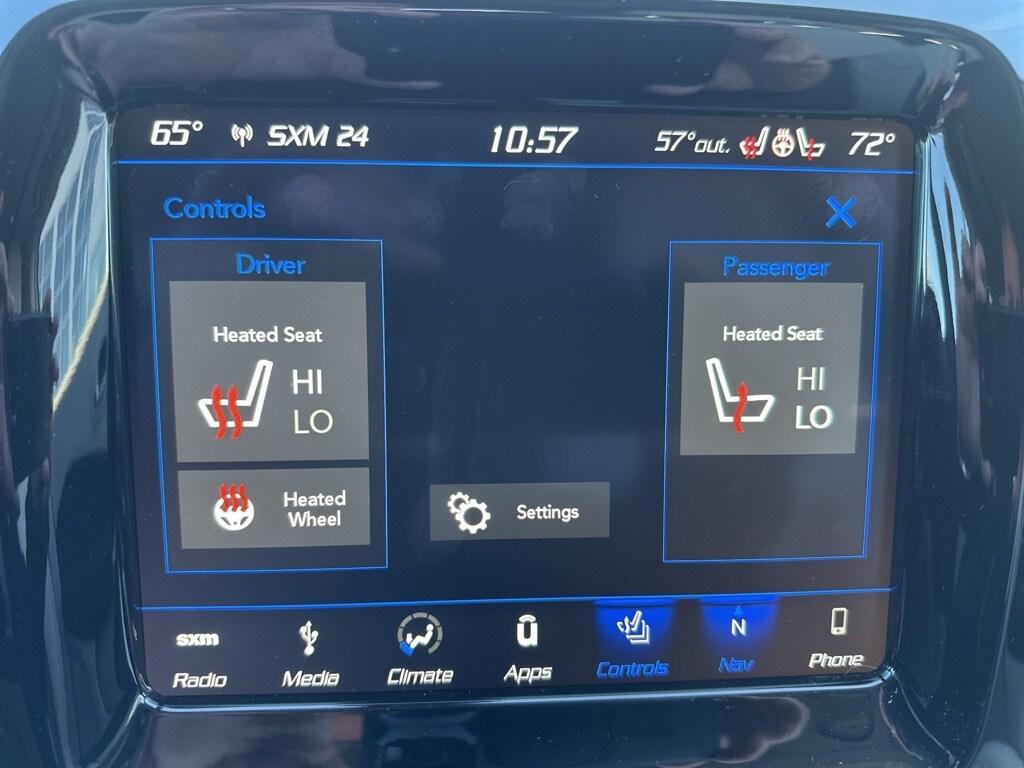 65° SXM 24 10:57 57°out. 72°
Controls
Driver
Passenger
Heated Seat
HI
LO
Heated Seat
HI
LO
Heated
Wheel
Settings
sxm
Radio
Media
Climate
û
Apps
Controls
N
Nav
Phone